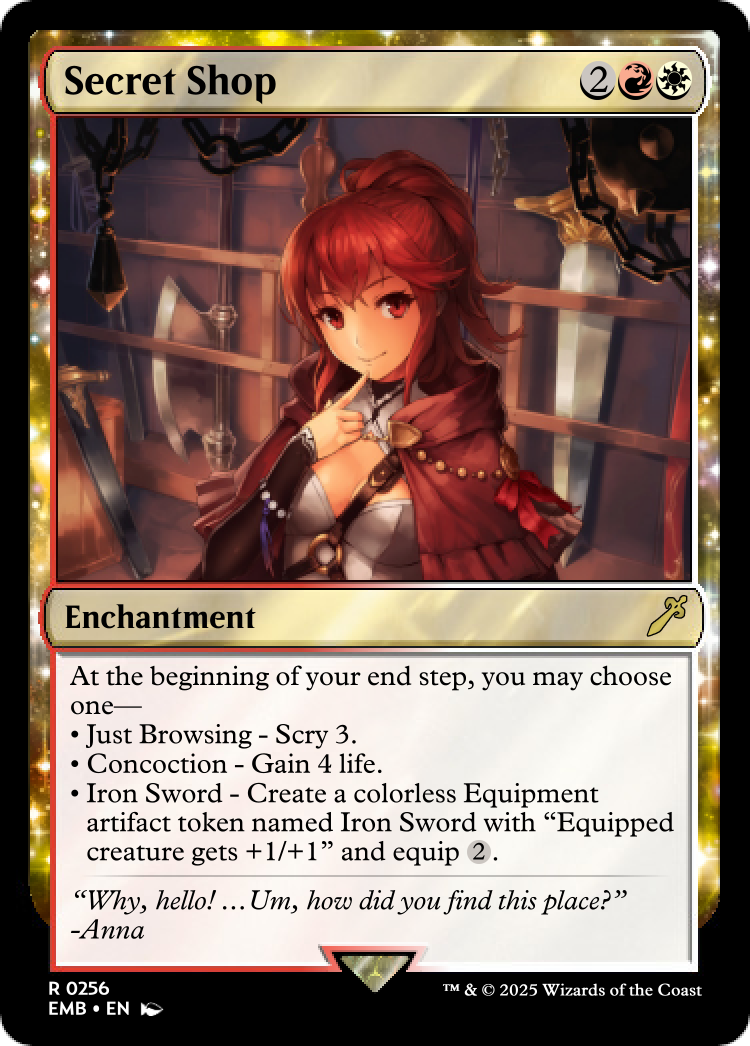 Secret Shop 2
Enchantment
At the beginning of your end step, you may choose
one—
• Just Browsing - Scry 3.
• Concoction - Gain 4 life.
• Iron Sword - Create a colorless Equipment
artifact token named Iron Sword with “Equipped
creature gets +1/+1” and equip 2.
“Why, hello! …Um, how did you find this place?”
-Anna
R 0256
EMB • EN
™ & © 2025 Wizards of the Coast